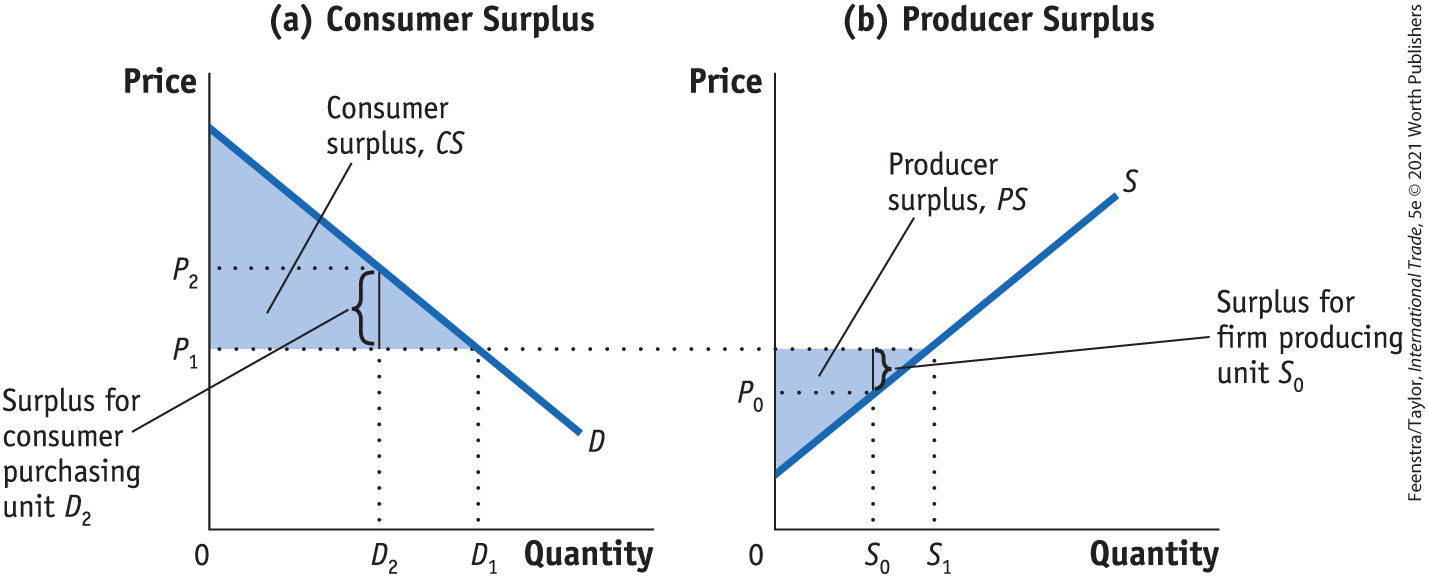 (a) Consumer Surplus
Price
Consumer
surplus, CS
P2
P1
Surplus for
consumer
purchasing
unit D2
D
0
D2
D1
Quantity
(b) Producer Surplus
Price
Producer
surplus, PS
S
P0
Surplus for
firm producing
unit S0
0
S0
S1
Quantity
Feenstra/Taylor, International Trade, 5e © 2021 Worth Publishers